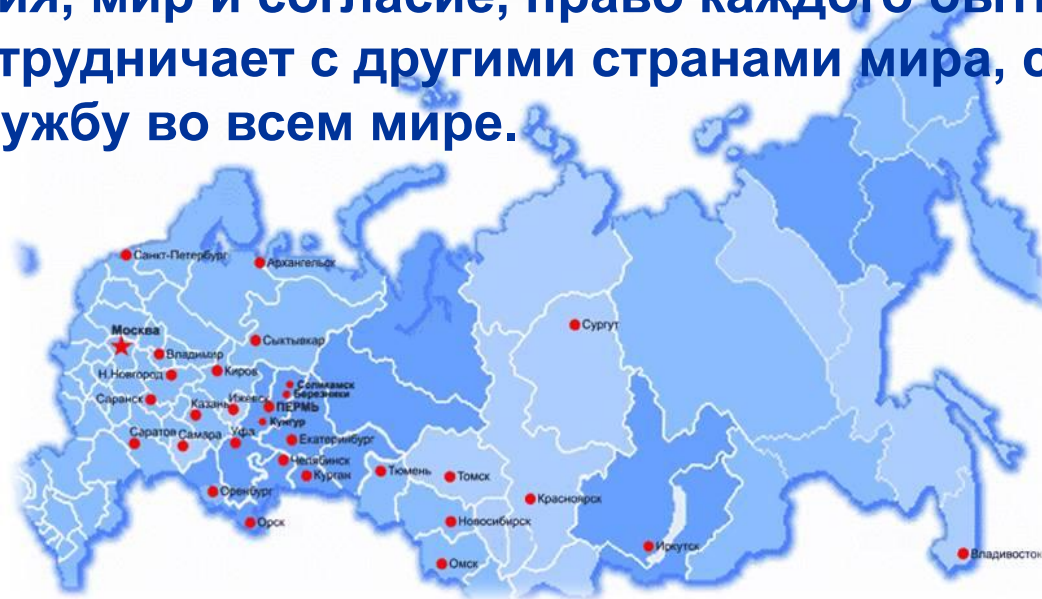 ия, мир и согласие, право каждого быт
трудничает с другими странами мира, с
ужбу во всем мире.
Санкт-Петербург
Архангельск
Москва
Сыктывкар
Сургут
Владимир
Н.Новгород
Киров
Соликамск
Березники
Саранск
Казань
Ижевск
ПЕРМЬ
Кунгур
Саратов
Самара
Уфа
Екатеринбург
Челябинск
Курган
Тюмень
Томск
Оренбург
Красноярск
Орск
Новосибирск
Омск
Иркутск
Владивосток